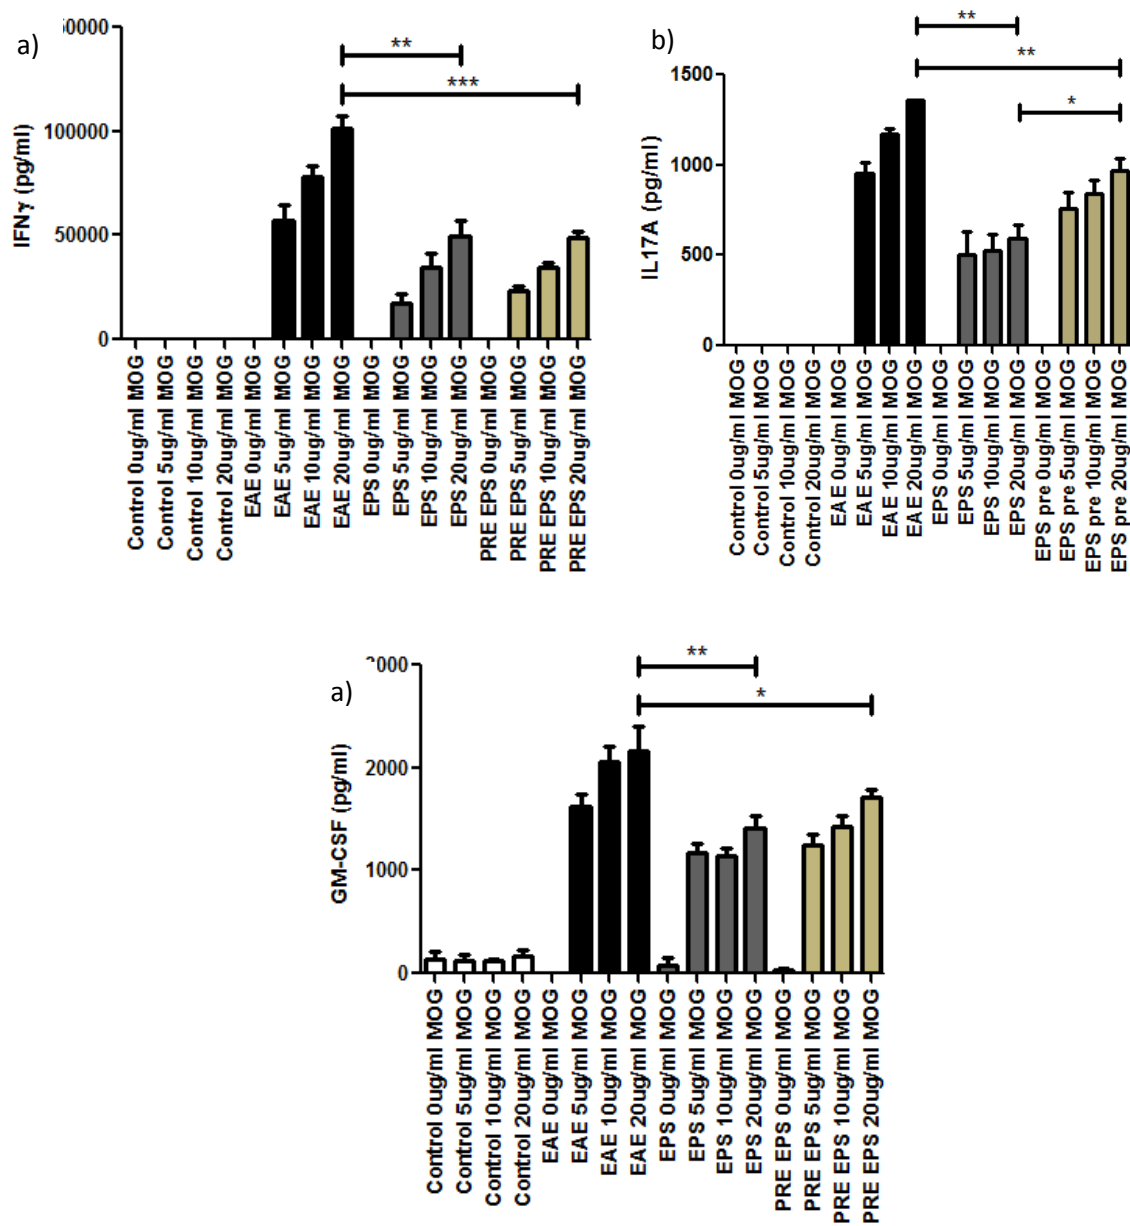 a)
50000
100000
50000
0
IFNγ (pg/ml)
**
***
Control 0ug/ml MOG
Control 5ug/ml MOG
Control 10ug/ml MOG
Control 20ug/ml MOG
EAE 0ug/ml MOG
EAE 5ug/ml MOG
EAE 10ug/ml MOG
EAE 20ug/ml MOG
EPS 0ug/ml MOG
EPS 5ug/ml MOG
EPS 10ug/ml MOG
EPS 20ug/ml MOG
PRE EPS 0ug/ml MOG
PRE EPS 5ug/ml MOG
PRE EPS 10ug/ml MOG
PRE EPS 20ug/ml MOG
b)
1500
1000
500
0
IL17A (pg/ml)
**
**
*
Control 0ug/ml MOG
Control 5ug/ml MOG
Control 10ug/ml MOG
Control 20ug/ml MOG
EAE 0ug/ml MOG
EAE 5ug/ml MOG
EAE 10ug/ml MOG
EAE 20ug/ml MOG
EPS 0ug/ml MOG
EPS 5ug/ml MOG
EPS 10ug/ml MOG
EPS 20ug/ml MOG
EPS pre 0ug/ml MOG
EPS pre 5ug/ml MOG
EPS pre 10ug/ml MOG
EPS pre 20ug/ml MOG
a)
3000
2000
1000
0
GM-CSF (pg/ml)
**
*
Control 0ug/ml MOG
Control 5ug/ml MOG
Control 10ug/ml MOG
Control 20ug/ml MOG
EAE 0ug/ml MOG
EAE 5ug/ml MOG
EAE 10ug/ml MOG
EAE 20ug/ml MOG
EPS 0ug/ml MOG
EPS 5ug/ml MOG
EPS 10ug/ml MOG
EPS 20ug/ml MOG
PRE EPS 0ug/ml MOG
PRE EPS 5ug/ml MOG
PRE EPS 10ug/ml MOG
PRE EPS 20ug/ml MOG